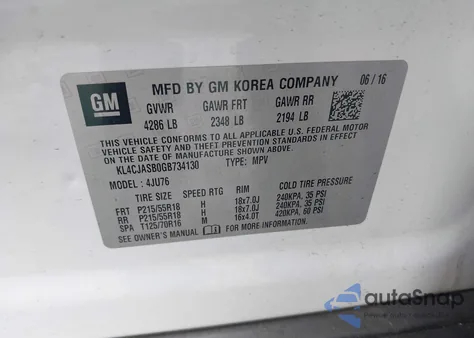 GM
MFD BY GM KOREA COMPANY 06 / 16
GVWR GAWR FRT GAWR RR
4286 LB 2348 LB 2194 LB
THIS VEHICLE CONFORMS TO ALL APPLICABLE U.S. FEDERAL MOTOR
VEHICLE SAFETY AND THEFT PREVENTION STANDARDS IN EFFECT
ON THE DATE OF MANUFACTURE SHOWN ABOVE.
KL4CJASB0GB734130 TYPE: MPV
MODEL: 4JU76
TIRE SIZE SPEED RTG RIM COLD TIRE PRESSURE
FRT P215/55R18 H 18x7.0J 240KPA, 35 PSI
RR P215/55R18 H 18x7.0J 240KPA, 35 PSI
SPA T125/70R16 M 16x4.0T 420KPA, 60 PSI
SEE OWNER'S MANUAL FOR MORE INFORMATION.
autoSnap